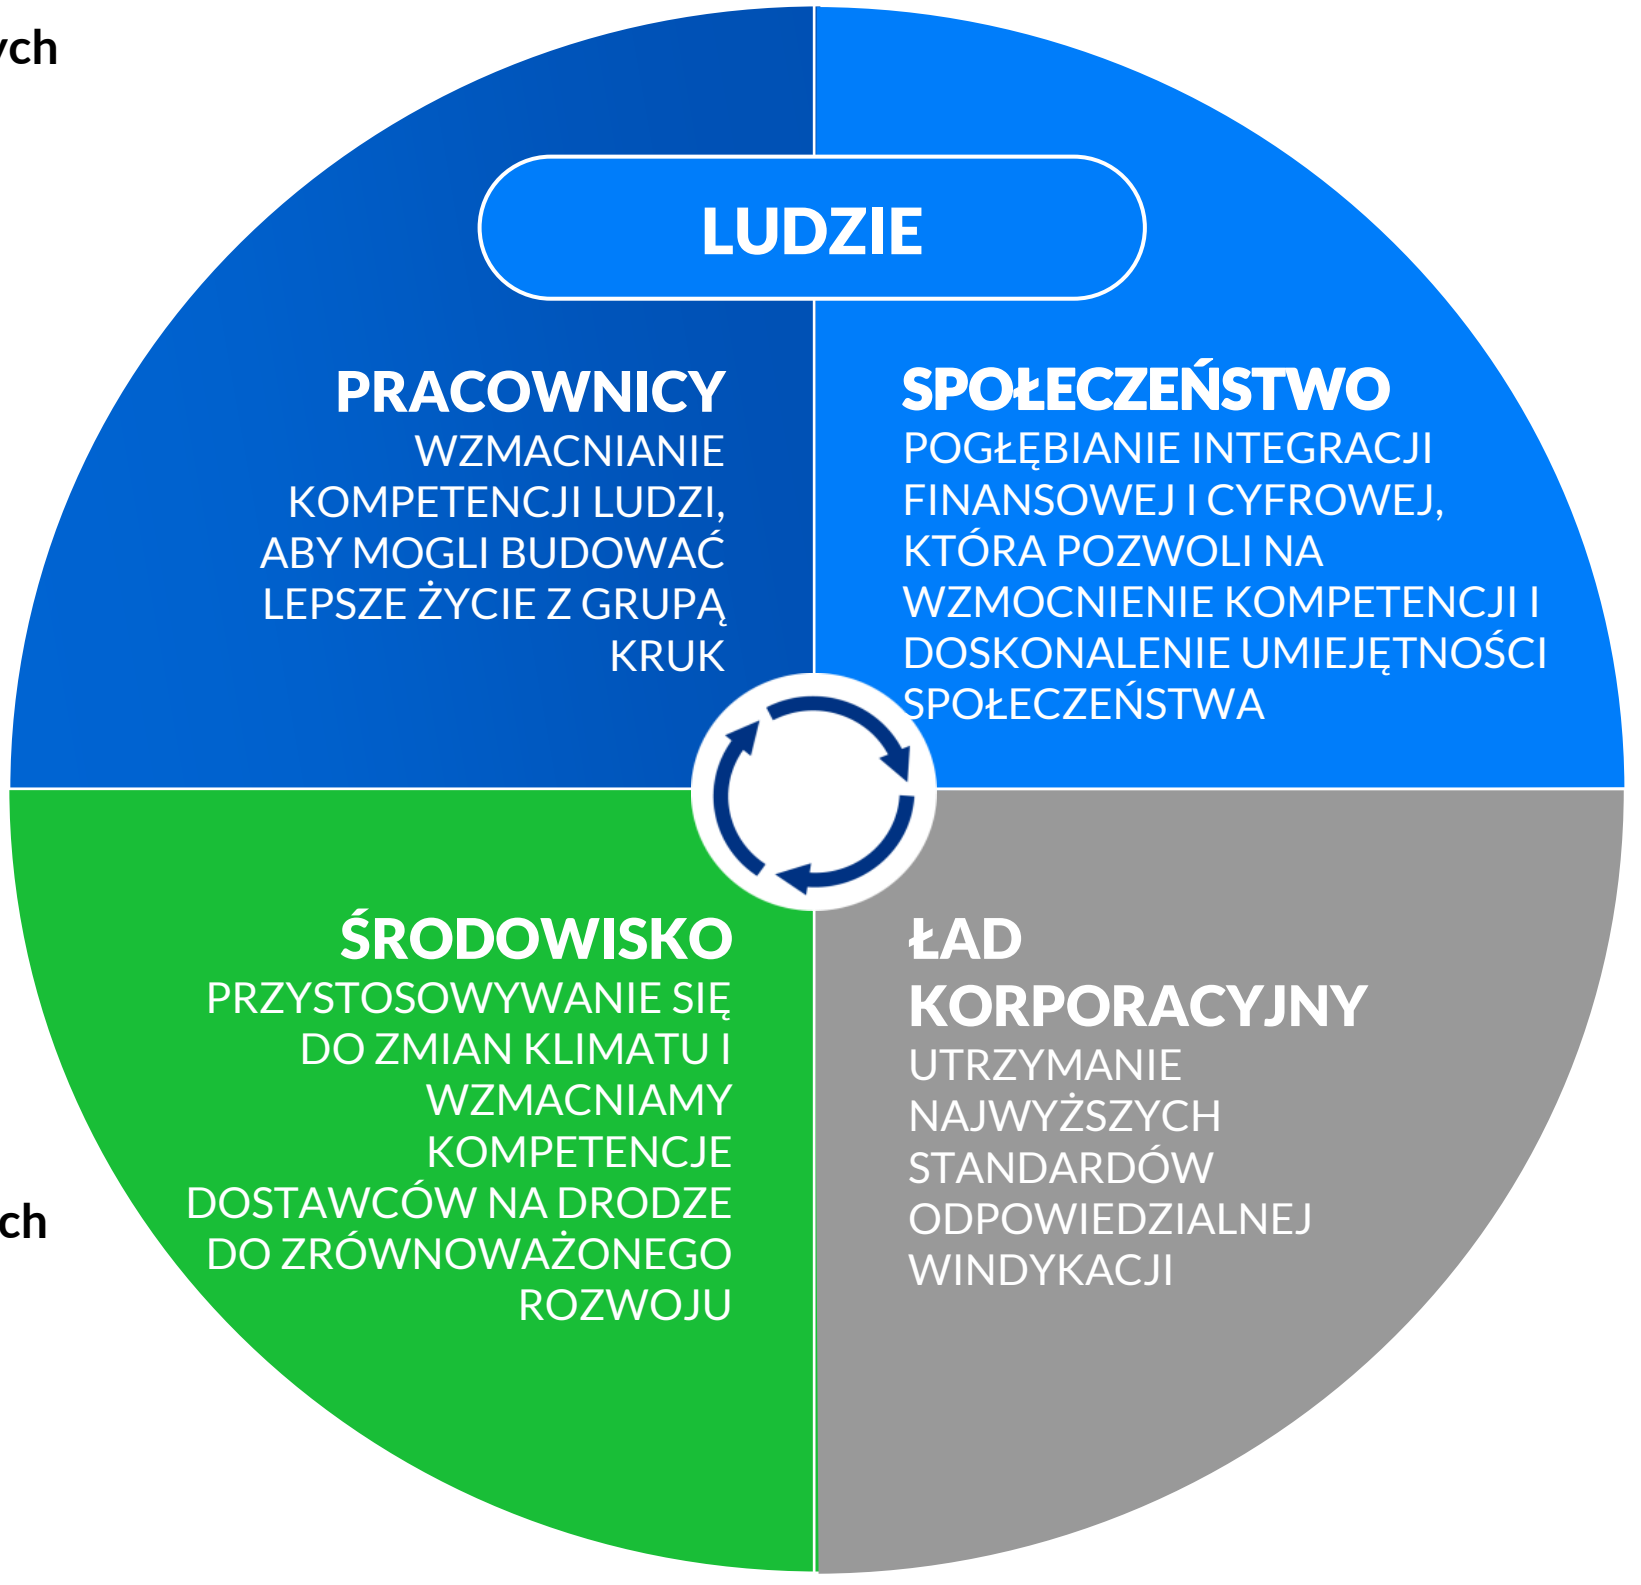 LUDZIE
PRACOWNICY
WZMACNIANIE
KOMPETENCJI LUDZI,
ABY MOGLI BUDOWAĆ
LEPSZE ŻYCIE Z GRUPĄ
KRUK
SPOŁECZEŃSTWO
POGŁĘBIANIE INTEGRACJI
FINANSOWEJ I CYFROWEJ,
KTÓRA POZWOLI NA
WZMOCNIENIE KOMPETENCJI I
DOSKONALENIE UMIEJĘTNOŚCI
SPOŁECZEŃSTWA
ŚRODOWISKO
PRZYSTOSOWYWANIE SIĘ
DO ZMIAN KLIMATU I
WZMACNIAMY
KOMPETENCJE
DOSTAWCÓW NA DRODZE
DO ZRÓWNOWAŻONEGO
ROZWOJU
ŁAD
KORPORACYJNY
UTRZYMANIE
NAJWYŻSZYCH
STANDARDÓW
ODPOWIEDZIALNEJ
WINDYKACJI